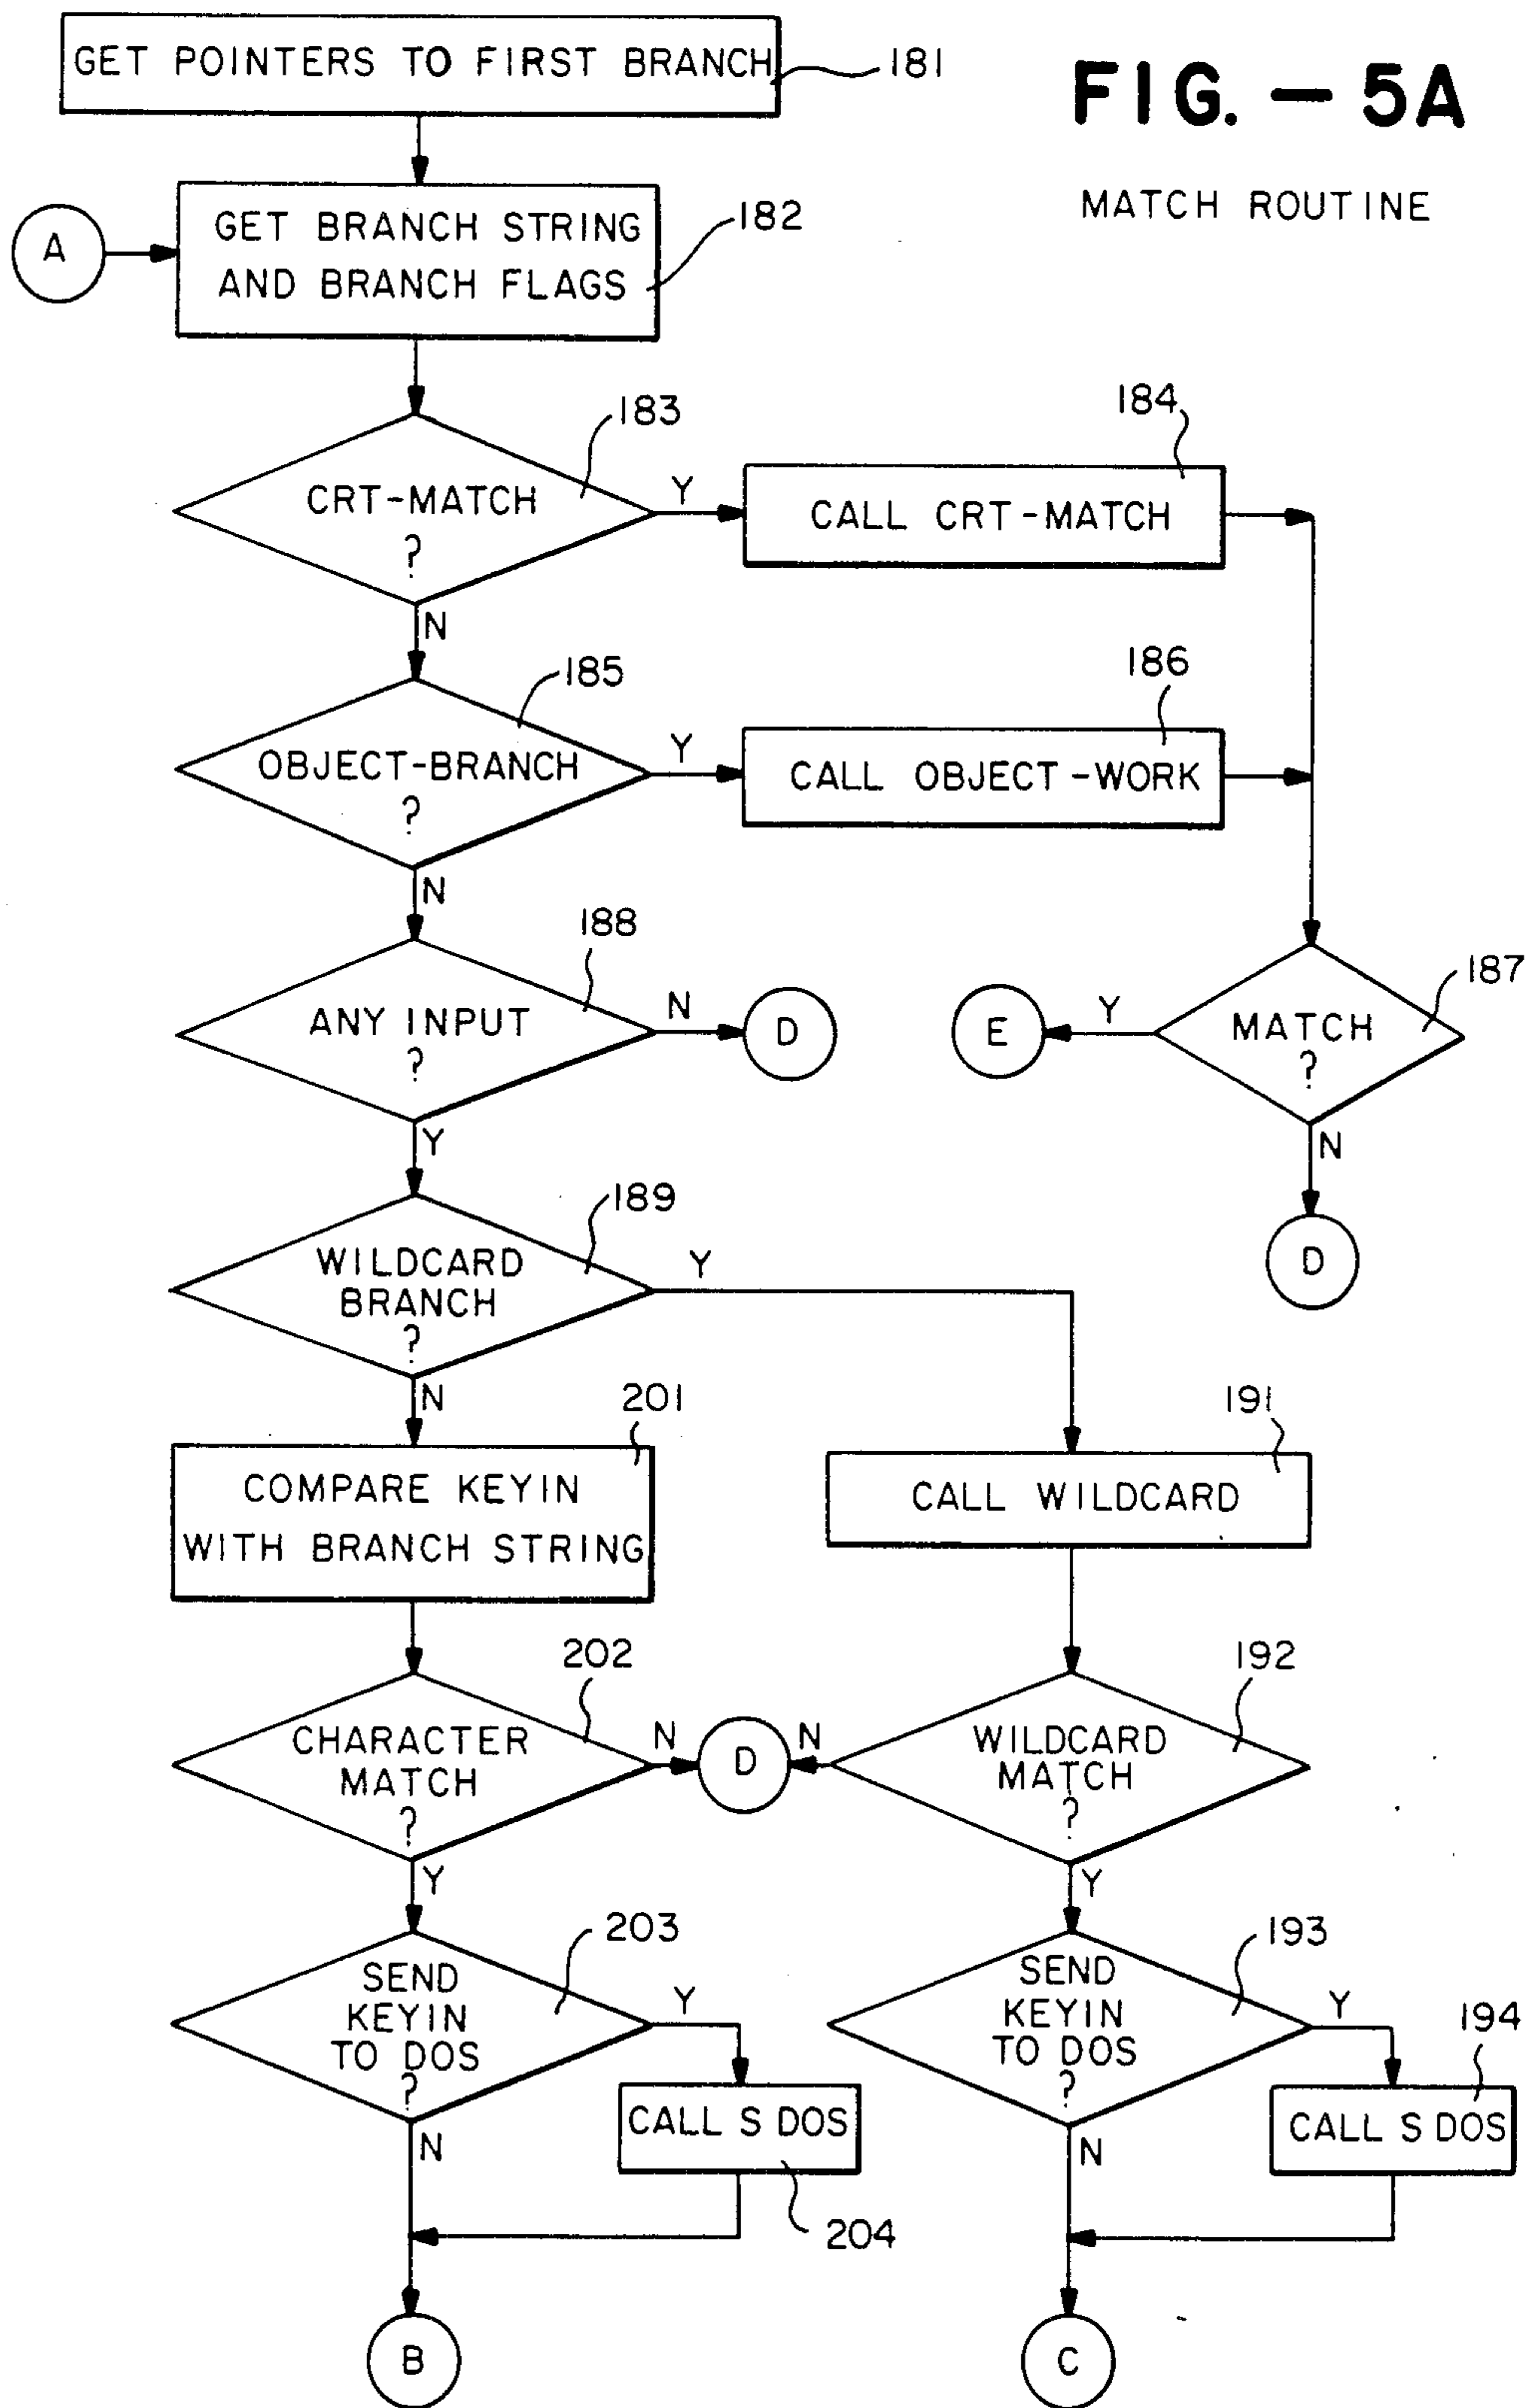 GET POINTERS TO FIRST BRANCH
181
FIG. — 5A
MATCH ROUTINE
A
GET BRANCH STRING
AND BRANCH FLAGS
182
CRT-MATCH
?
183
Y
N
CALL CRT-MATCH
184
OBJECT-BRANCH
?
185
Y
N
CALL OBJECT-WORK
186
ANY INPUT
?
188
N
D
Y
E
Y
MATCH
?
187
N
D
WILDCARD
BRANCH
?
189
Y
N
COMPARE KEYIN
WITH BRANCH STRING
201
CALL WILDCARD
191
CHARACTER
MATCH
?
202
N
D
N
Y
WILDCARD
MATCH
?
192
Y
SEND
KEYIN
TO DOS
?
203
Y
N
CALL S DOS
204
SEND
KEYIN
TO DOS
?
193
Y
N
CALL S DOS
194
B
C